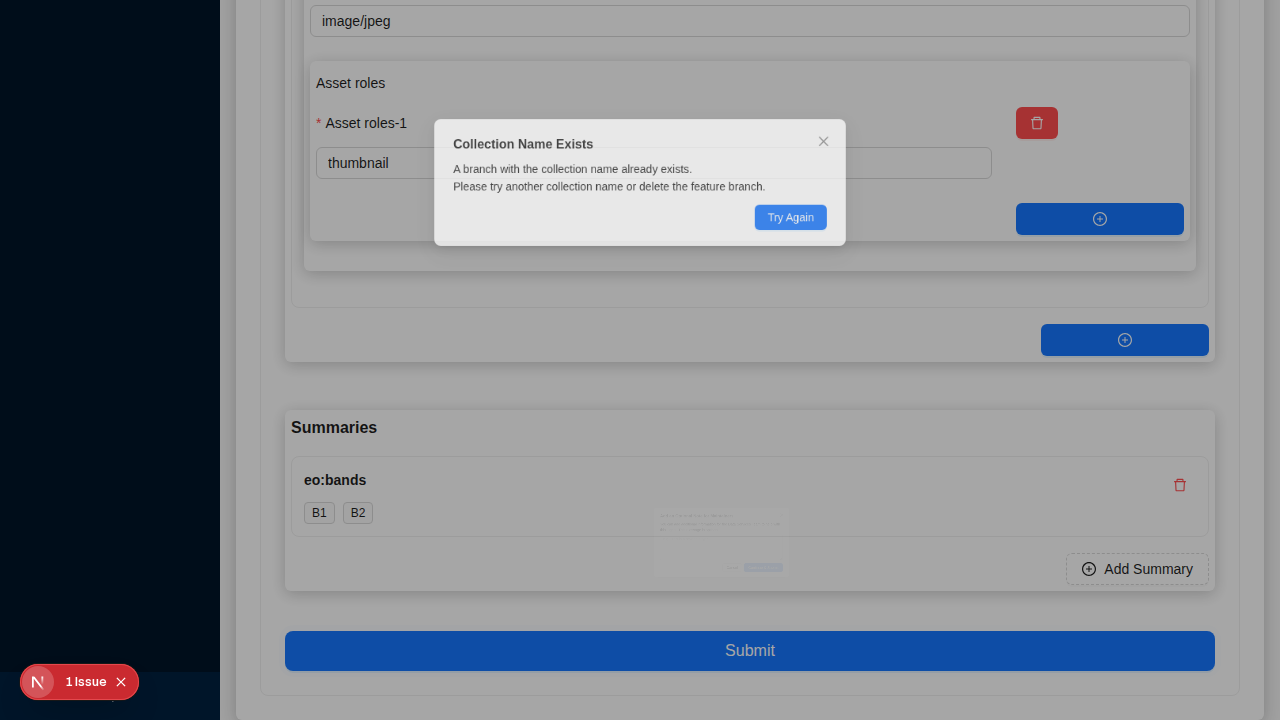 image/jpeg
Asset roles
* Asset roles-1
thumbnail
Collection Name Exists
A branch with the collection name already exists.
Please try another collection name or delete the feature branch.
Try Again
Summaries
eo:bands
B1
B2
Add Summary
Submit
N
1 Issue